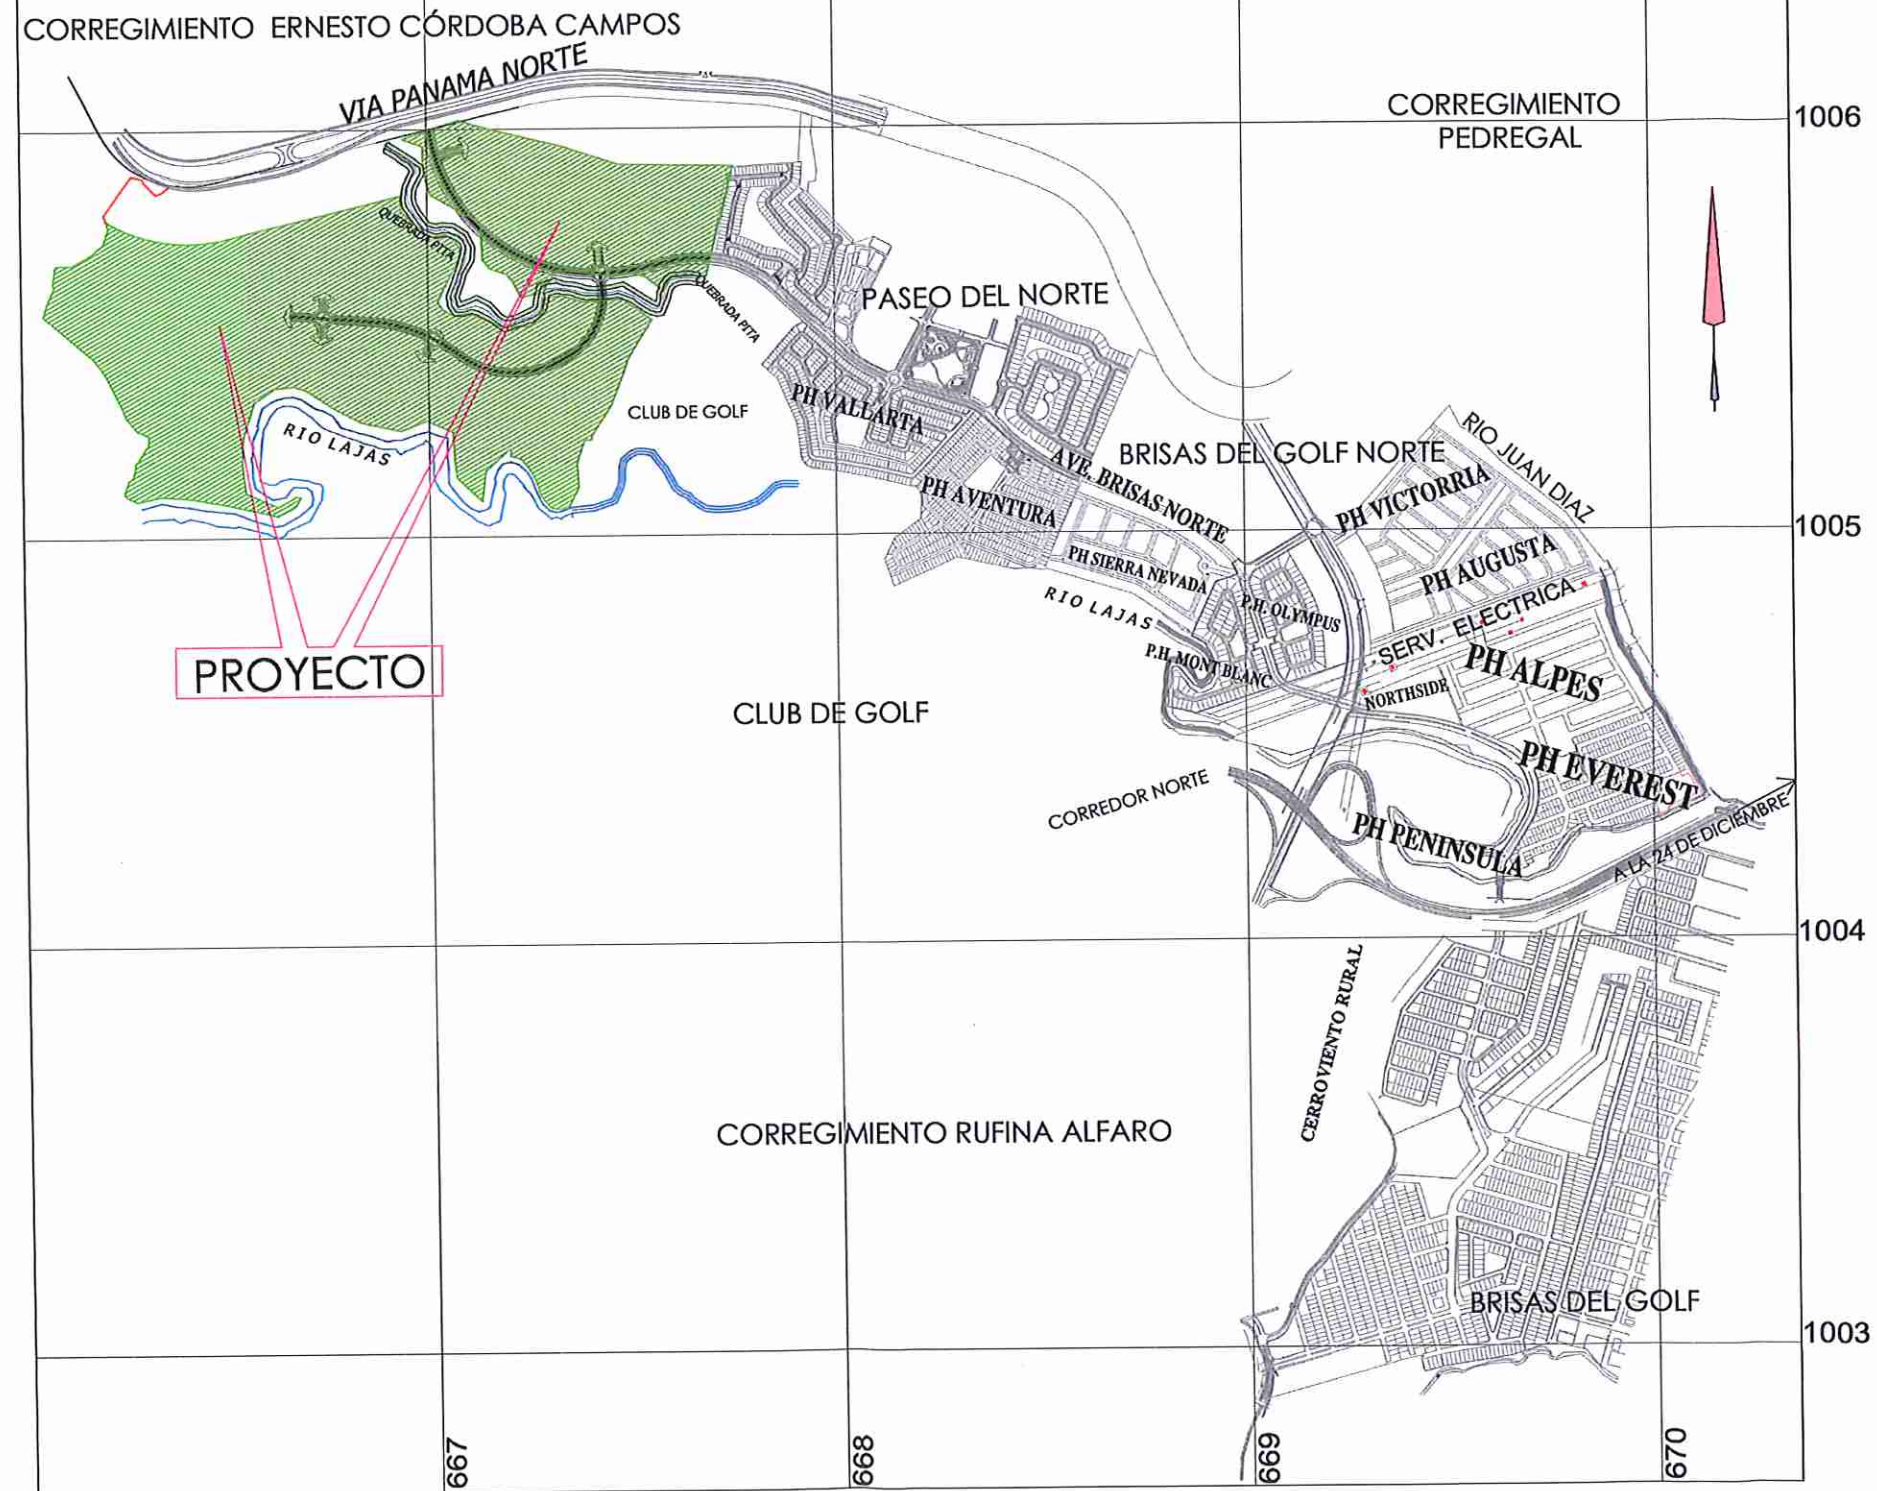 CORREGIMIENTO ERNESTO CÓRDOBA CAMPOS
VIA PANAMA NORTE
CORREGIMIENTO
PEDREGAL
1006
QUEBRADA PITA
QUEBRADA PITA
PASEO DEL NORTE
PH VALLARTA
CLUB DE GOLF
RIO LAJAS
RIO JUAN DIAZ
BRISAS DEL GOLF NORTE
AVE. BRISAS NORTE
PH VICTORRIA
PH AVENTURA
1005
PH SIERRA NEVADA
PH AUGUSTA
RIO LAJAS
P.H. OLYMPUS
SERV. ELECTRICA
P.H. MONT BLANC
PH ALPES
NORTHSIDE
PROYECTO
CLUB DE GOLF
PH EVEREST
CORREDOR NORTE
PH PENINSULA
A LA 24 DE DICIEMBRE
1004
CERROVIENTO RURAL
CORREGIMIENTO RUFINA ALFARO
BRISAS DEL GOLF
1003
667
668
669
670